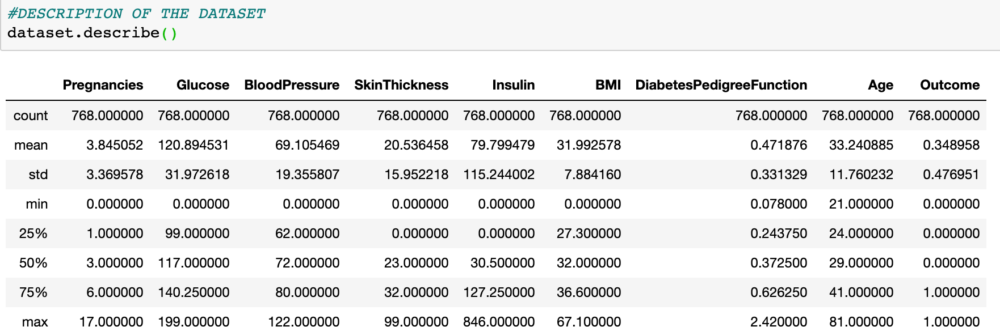 #DESCRIPTION OF THE DATASET
dataset.describe()
Pregnancies Glucose BloodPressure SkinThickness Insulin BMI DiabetesPedigreeFunction Age Outcome
count 768.000000 768.000000 768.000000 768.000000 768.000000 768.000000 768.000000 768.000000 768.000000
mean 3.845052 120.894531 69.105469 20.536458 79.799479 31.992578 0.471876 33.240885 0.348958
std 3.369578 31.972618 19.355807 15.952218 115.244002 7.884160 0.331329 11.760232 0.476951
min 0.000000 0.000000 0.000000 0.000000 0.000000 0.000000 0.078000 21.000000 0.000000
25% 1.000000 99.000000 62.000000 0.000000 0.000000 27.300000 0.243750 24.000000 0.000000
50% 3.000000 117.000000 72.000000 23.000000 30.500000 32.000000 0.372500 29.000000 0.000000
75% 6.000000 140.250000 80.000000 32.000000 127.250000 36.600000 0.626250 41.000000 1.000000
max 17.000000 199.000000 122.000000 99.000000 846.000000 67.100000 2.420000 81.000000 1.000000